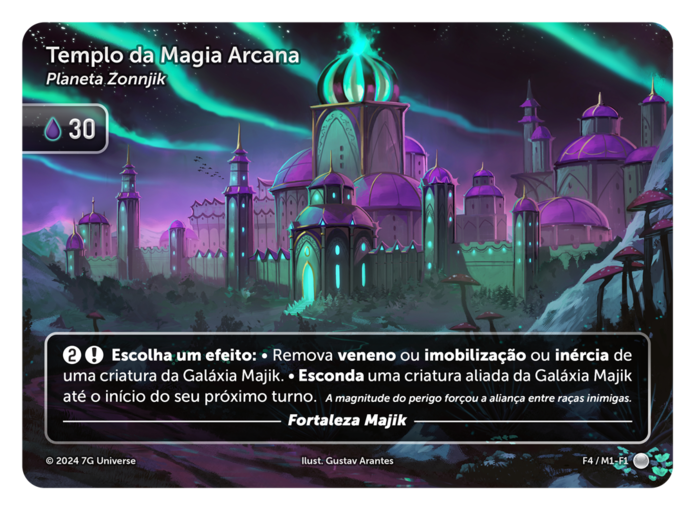 Templo da Magia Arcana
Planeta Zonnjik
30
2 ! Escolha um efeito: • Remova veneno ou imobilização ou inércia de
uma criatura da Galáxia Majik. • Esconda uma criatura aliada da Galáxia Majik
até o início do seu próximo turno. A magnitude do perigo forçou a aliança entre raças inimigas.
Fortaleza Majik
© 2024 7G Universe
Ilust. Gustav Arantes
F4 / M1-F1